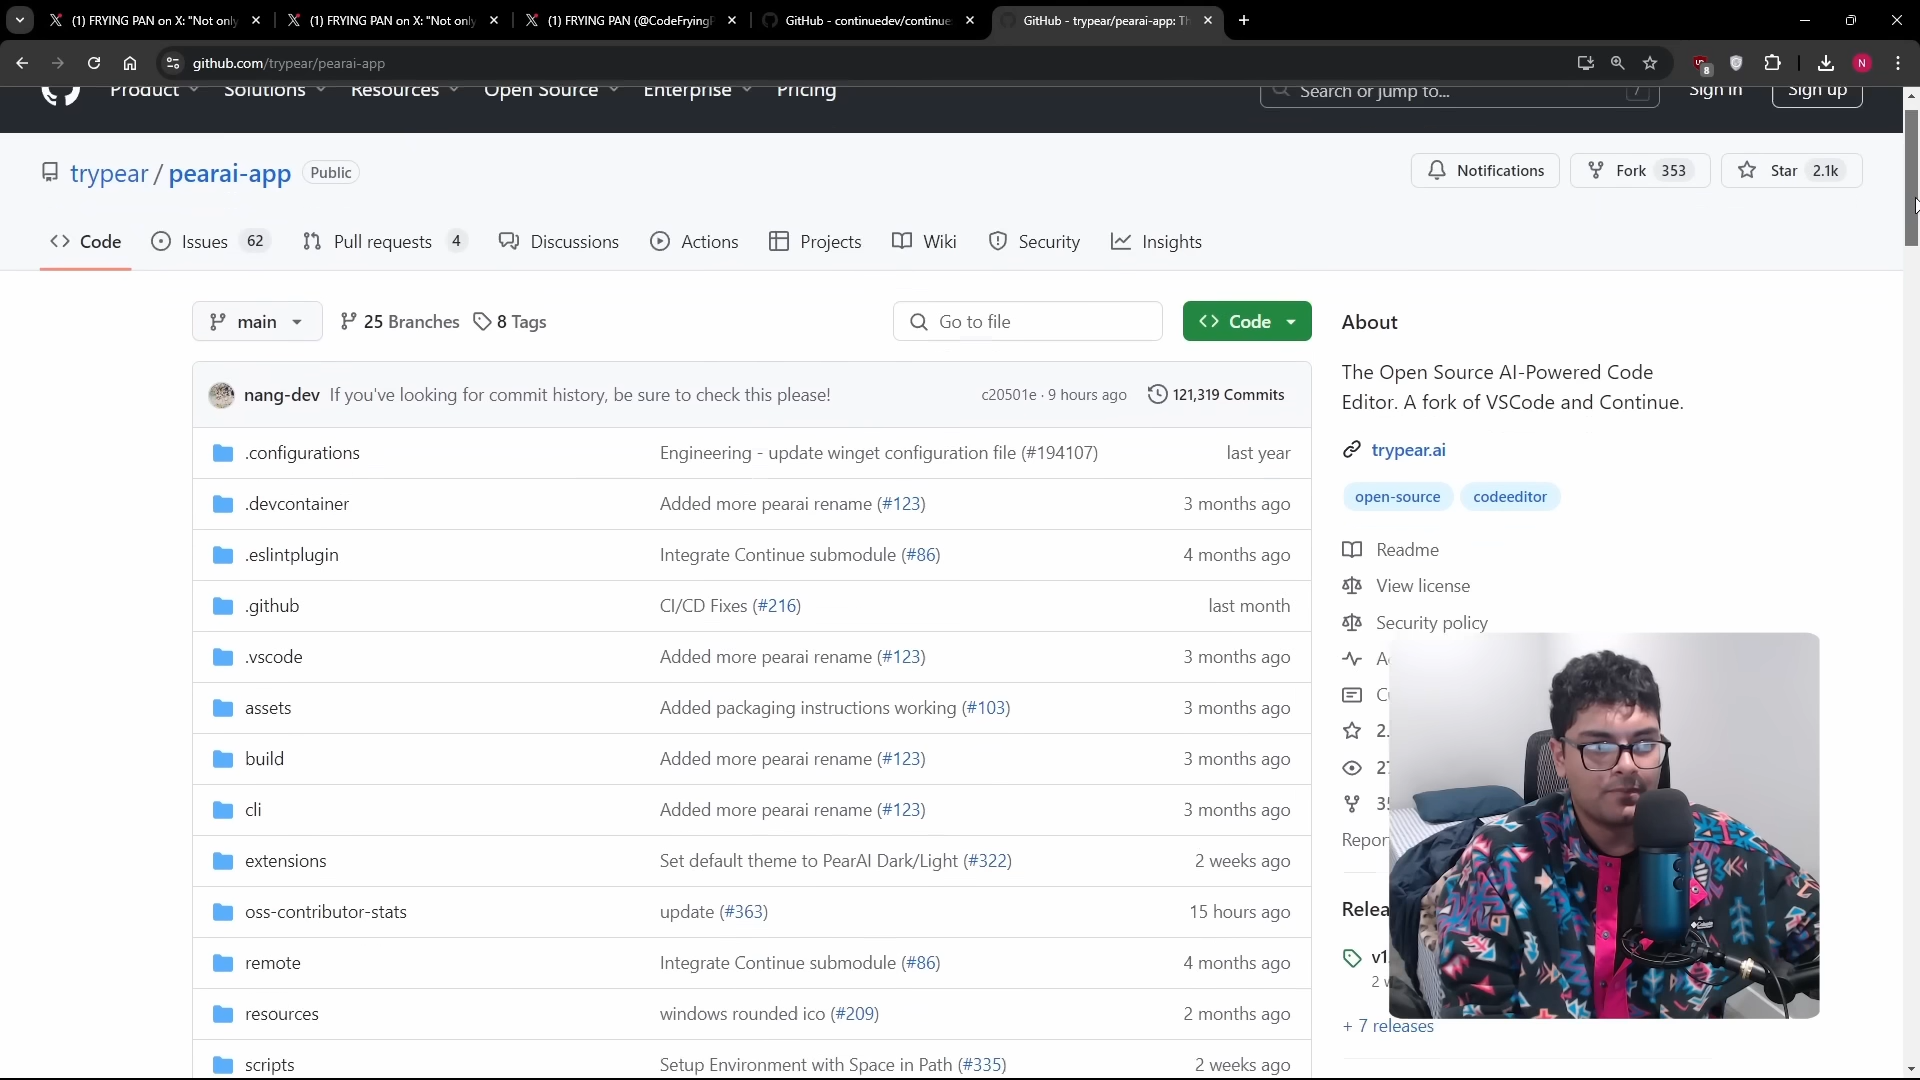 (1) FRYING PAN on X: "Not only
(1) FRYING PAN on X: "Not only
(1) FRYING PAN (@CodeFryingP
GitHub - continuedev/continue
GitHub - trypear/pearai-app: Th
github.com/trypear/pearai-app
8
N
Product
Solutions
Resources
Open Source
Enterprise
Pricing
Search or jump to...
/
Sign in
Sign up
trypear / pearai-app
Public
Notifications
Fork 353
Star 2.1k
Code
Issues 62
Pull requests 4
Discussions
Actions
Projects
Wiki
Security
Insights
main
25 Branches
8 Tags
Go to file
Code
nang-dev If you've looking for commit history, be sure to check this please! c20501e · 9 hours ago 121,319 Commits
.configurations Engineering - update winget configuration file (#194107) last year
.devcontainer Added more pearai rename (#123) 3 months ago
.eslintplugin Integrate Continue submodule (#86) 4 months ago
.github CI/CD Fixes (#216) last month
.vscode Added more pearai rename (#123) 3 months ago
assets Added packaging instructions working (#103) 3 months ago
build Added more pearai rename (#123) 3 months ago
cli Added more pearai rename (#123) 3 months ago
extensions Set default theme to PearAI Dark/Light (#322) 2 weeks ago
oss-contributor-stats update (#363) 15 hours ago
remote Integrate Continue submodule (#86) 4 months ago
resources windows rounded ico (#209) 2 months ago
scripts Setup Environment with Space in Path (#335) 2 weeks ago
About
The Open Source AI-Powered Code
Editor. A fork of VSCode and Continue.
trypear.ai
open-source
codeeditor
Readme
View license
Security policy
+ 7 releases
Columbia